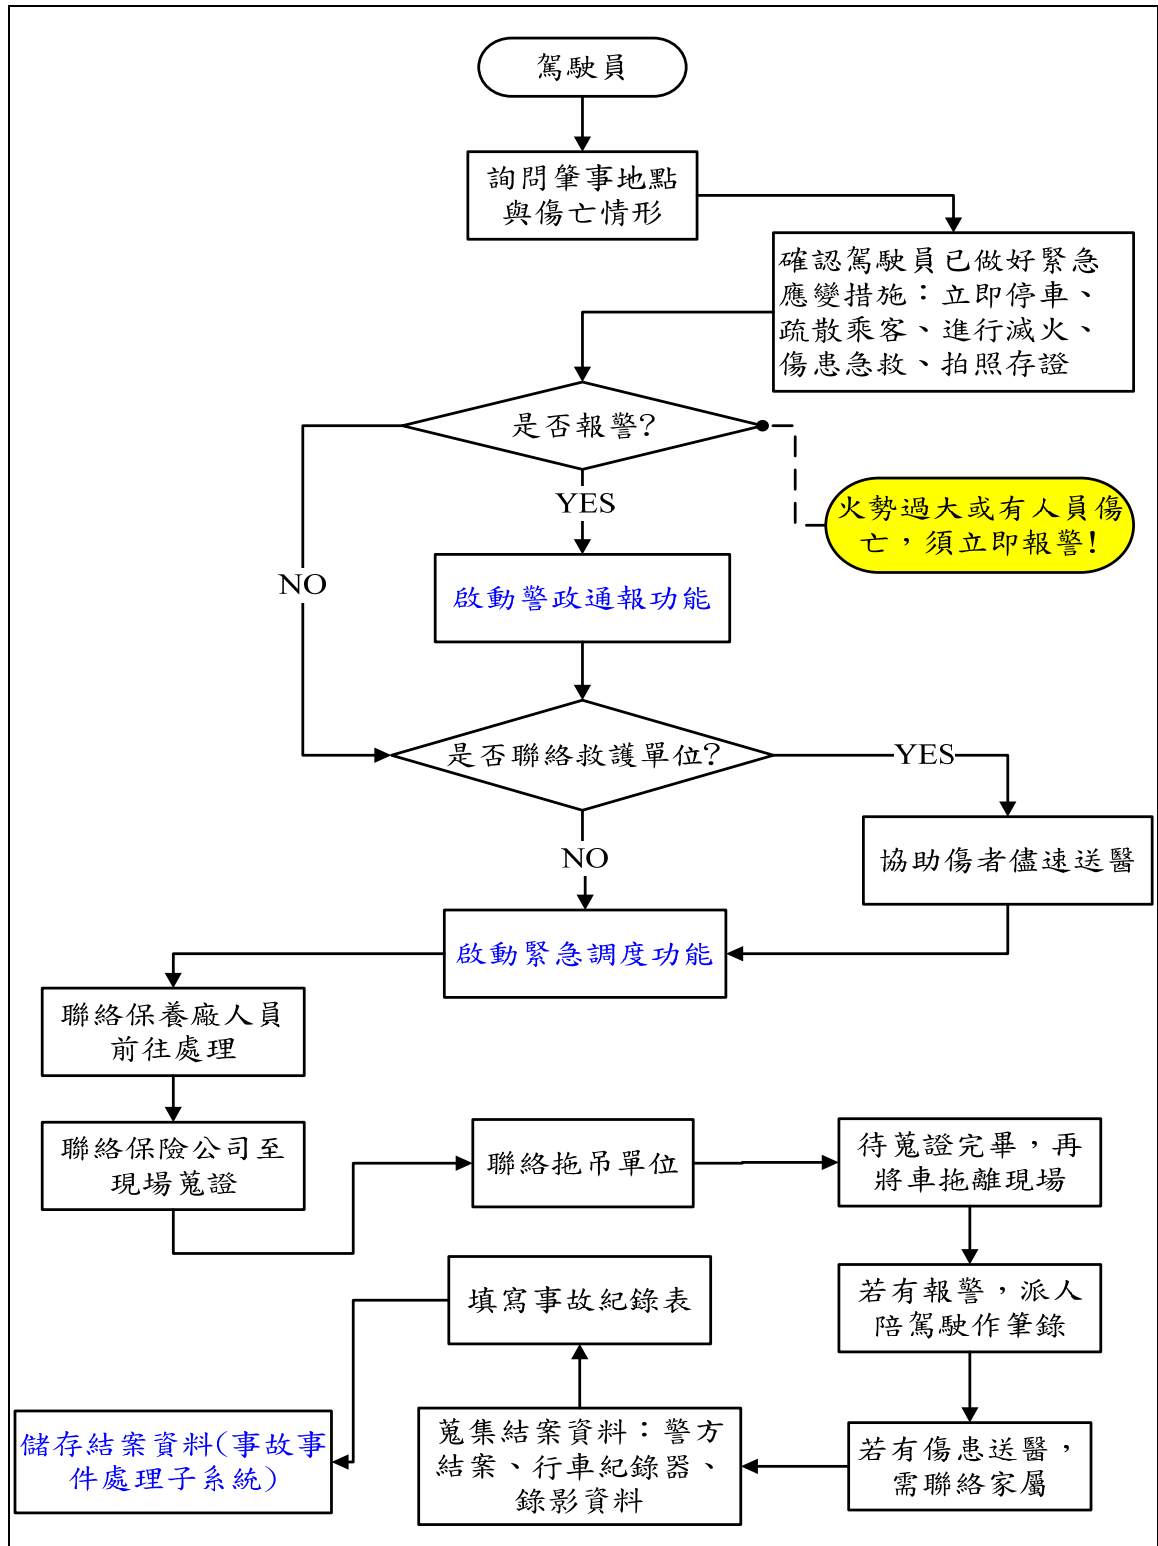 駕駛員
詢問肇事地點
與傷亡情形
確認駕駛員已做好緊急
應變措施：立即停車、
疏散乘客、進行滅火、
傷患急救、拍照存證
是否報警?
YES
火勢過大或有人員傷
亡，須立即報警!
NO
啟動警政通報功能
是否聯絡救護單位?
YES
NO
協助傷者儘速送醫
啟動緊急調度功能
聯絡保養廠人員
前往處理
聯絡保險公司至
現場蒐證
聯絡拖吊單位
待蒐證完畢，再
將車拖離現場
若有報警，派人
陪駕駛作筆錄
若有傷患送醫，
需聯絡家屬
蒐集結案資料：警方
結案、行車紀錄器、
錄影資料
填寫事故紀錄表
儲存結案資料(事故事
件處理子系統)